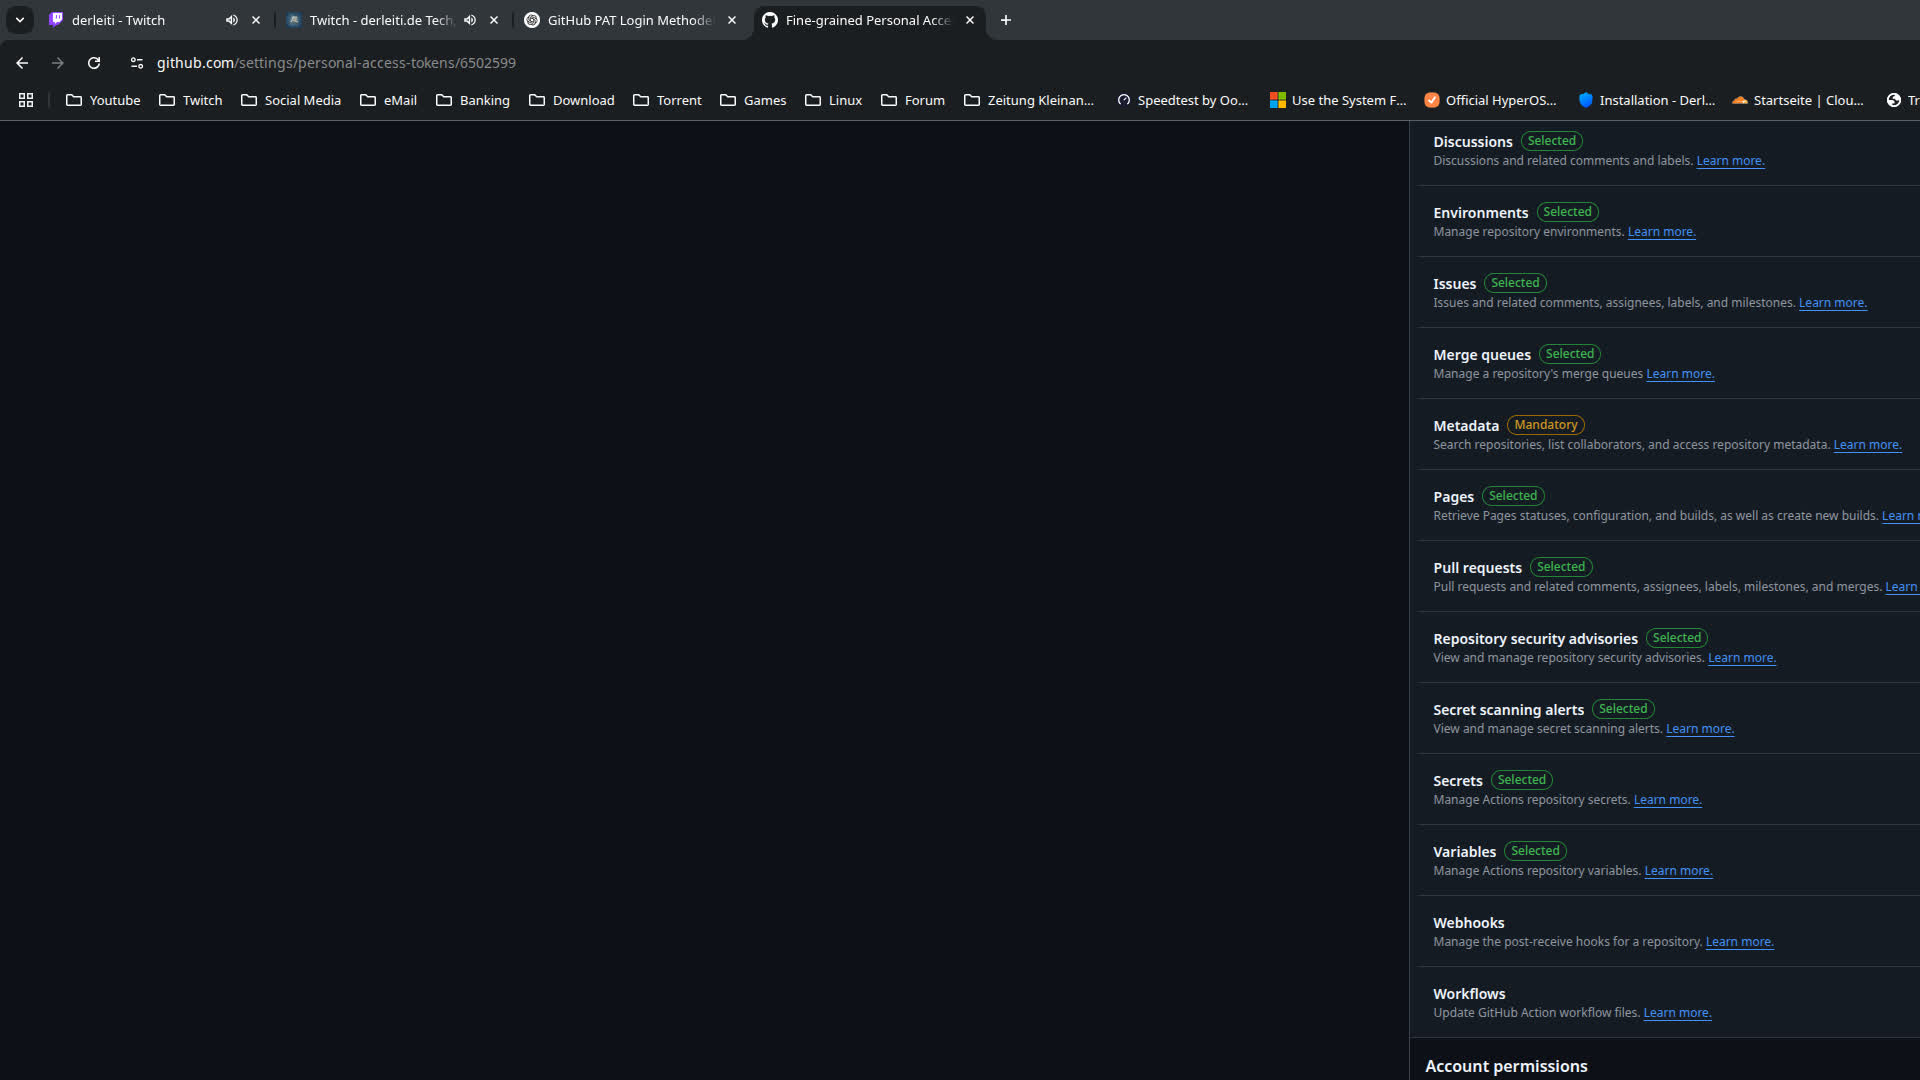 derleiti - Twitch
Twitch - derleiti.de Tech
GitHub PAT Login Methode
Fine-grained Personal Acce
github.com/settings/personal-access-tokens/6502599
Youtube
Twitch
Social Media
eMail
Banking
Download
Torrent
Games
Linux
Forum
Zeitung Kleinan...
Speedtest by Oo...
Use the System F...
Official HyperOS...
Installation - Derl...
Startseite | Clou...
Tr
Discussions Selected
Discussions and related comments and labels. Learn more.
Environments Selected
Manage repository environments. Learn more.
Issues Selected
Issues and related comments, assignees, labels, and milestones. Learn more.
Merge queues Selected
Manage a repository's merge queues Learn more.
Metadata Mandatory
Search repositories, list collaborators, and access repository metadata. Learn more.
Pages Selected
Retrieve Pages statuses, configuration, and builds, as well as create new builds. Learn
Pull requests Selected
Pull requests and related comments, assignees, labels, milestones, and merges. Learn
Repository security advisories Selected
View and manage repository security advisories. Learn more.
Secret scanning alerts Selected
View and manage secret scanning alerts. Learn more.
Secrets Selected
Manage Actions repository secrets. Learn more.
Variables Selected
Manage Actions repository variables. Learn more.
Webhooks
Manage the post-receive hooks for a repository. Learn more.
Workflows
Update GitHub Action workflow files. Learn more.
Account permissions